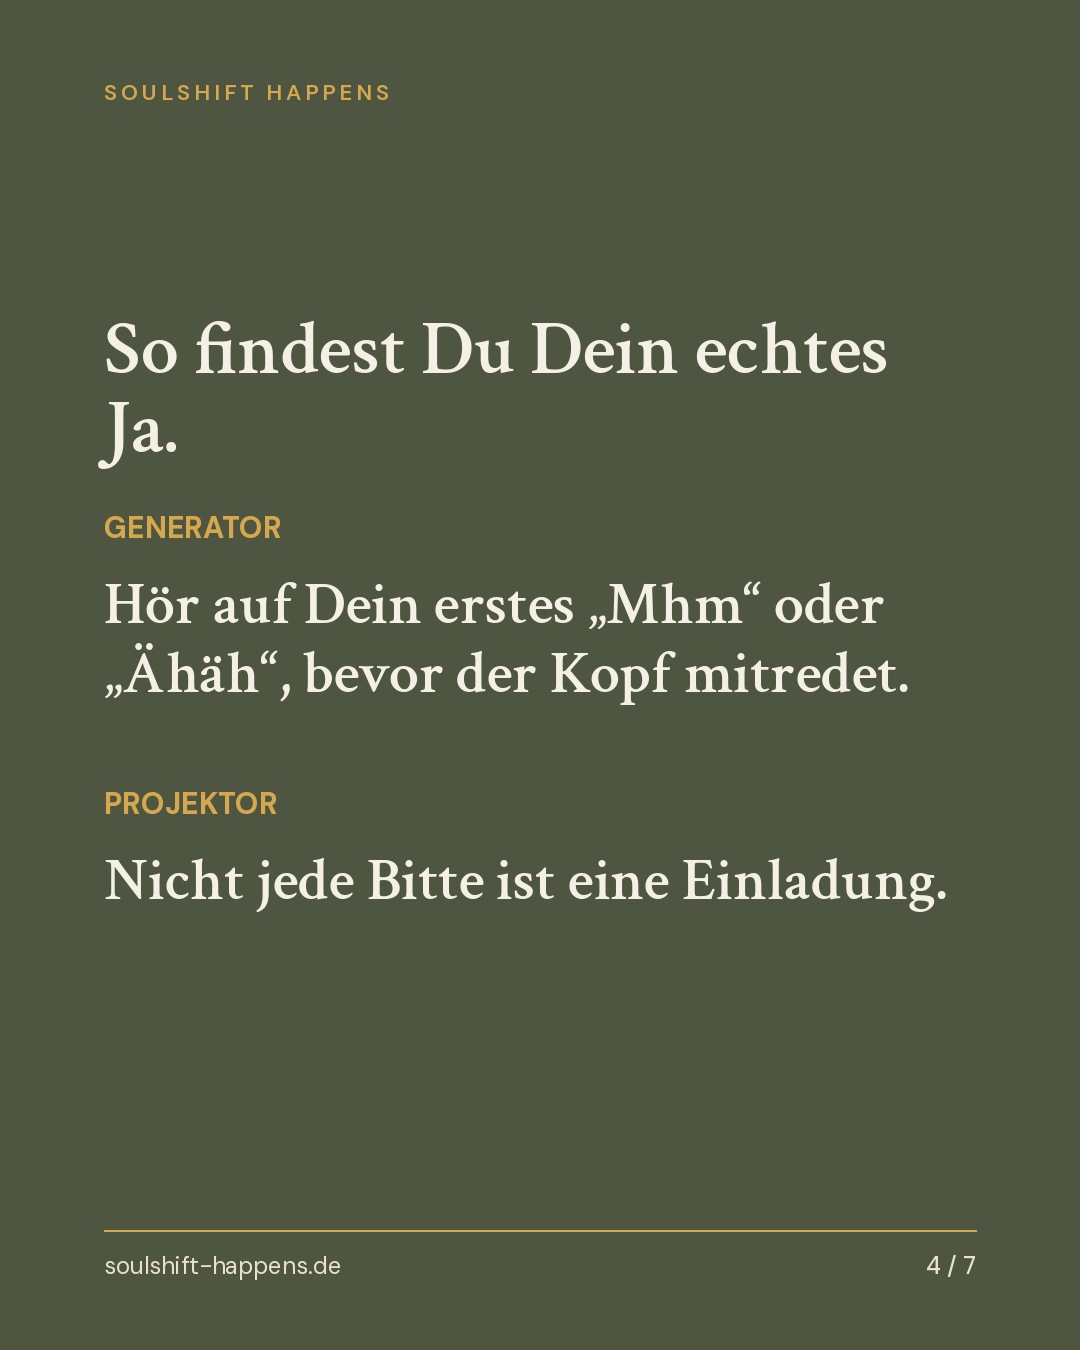 SOULSHIFT HAPPENS
So findest Du Dein echtes
Ja.
GENERATOR
Hör auf Dein erstes „Mhm“ oder
„Ähäh“, bevor der Kopf mitredet.
PROJEKTOR
Nicht jede Bitte ist eine Einladung.
soulshift-happens.de
4 / 7